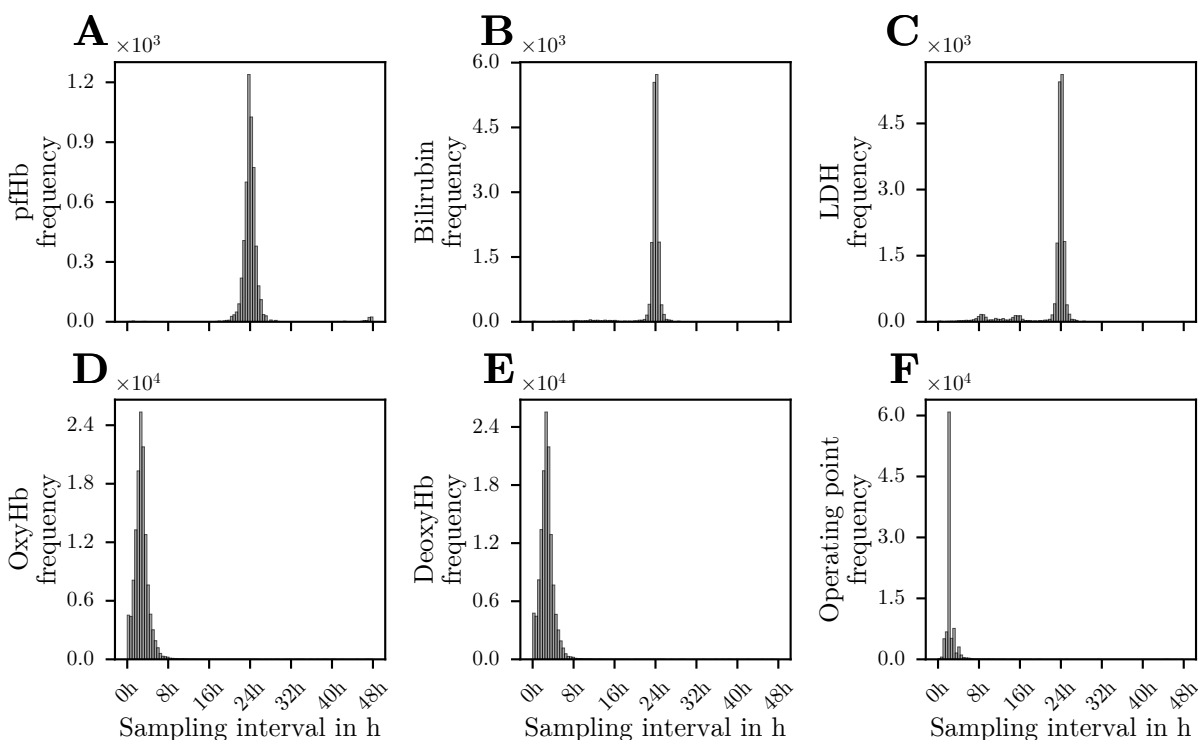 A
×10³
1.2
0.9
0.6
0.3
0.0
pfHb
frequency
B
×10³
6.0
4.5
3.0
1.5
0.0
Bilirubin
frequency
C
×10³
4.5
3.0
1.5
0.0
LDH
frequency
D
×10⁴
2.4
1.8
1.2
0.6
0.0
OxyHb
frequency
0h 8h 16h 24h 32h 40h 48h
Sampling interval in h
E
×10⁴
2.4
1.8
1.2
0.6
0.0
DeoxyHb
frequency
0h 8h 16h 24h 32h 40h 48h
Sampling interval in h
F
×10⁴
6.0
4.5
3.0
1.5
0.0
Operating point
frequency
0h 8h 16h 24h 32h 40h 48h
Sampling interval in h